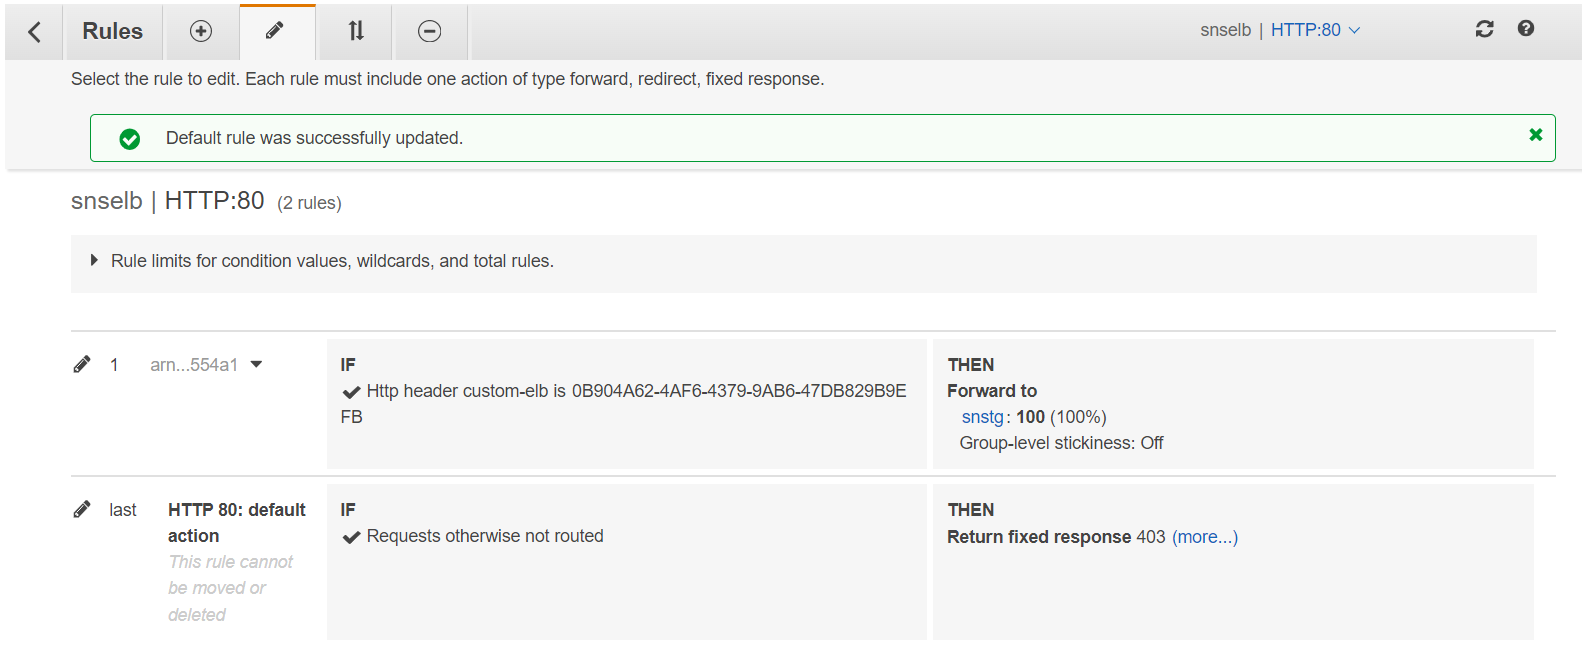 Rules
snselb | HTTP:80
Select the rule to edit. Each rule must include one action of type forward, redirect, fixed response.
Default rule was successfully updated.
snselb | HTTP:80 (2 rules)
Rule limits for condition values, wildcards, and total rules.
1 arn...554a1
IF
Http header custom-elb is 0B904A62-4AF6-4379-9AB6-47DB829B9E
FB
THEN
Forward to
snstg: 100 (100%)
Group-level stickiness: Off
last
HTTP 80: default
action
This rule cannot
be moved or
deleted
IF
Requests otherwise not routed
THEN
Return fixed response 403 (more...)